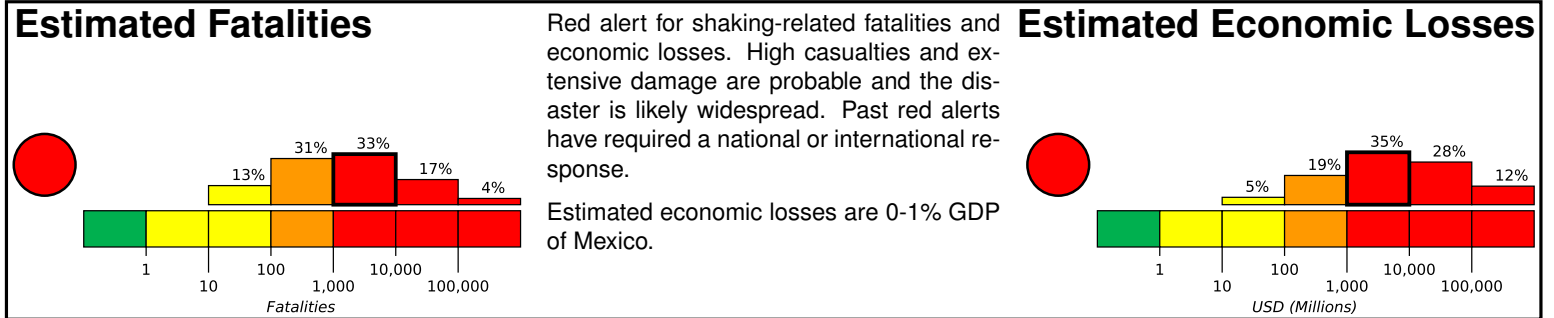 Estimated Fatalities
13%
31%
33%
17%
4%
1
10
100
1,000
10,000
100,000
Fatalities
Red alert for shaking-related fatalities and
economic losses. High casualties and ex-
tensive damage are probable and the dis-
aster is likely widespread. Past red alerts
have required a national or international re-
sponse.
Estimated economic losses are 0-1% GDP
of Mexico.
Estimated Economic Losses
5%
19%
35%
28%
12%
1
10
100
1,000
10,000
100,000
USD (Millions)